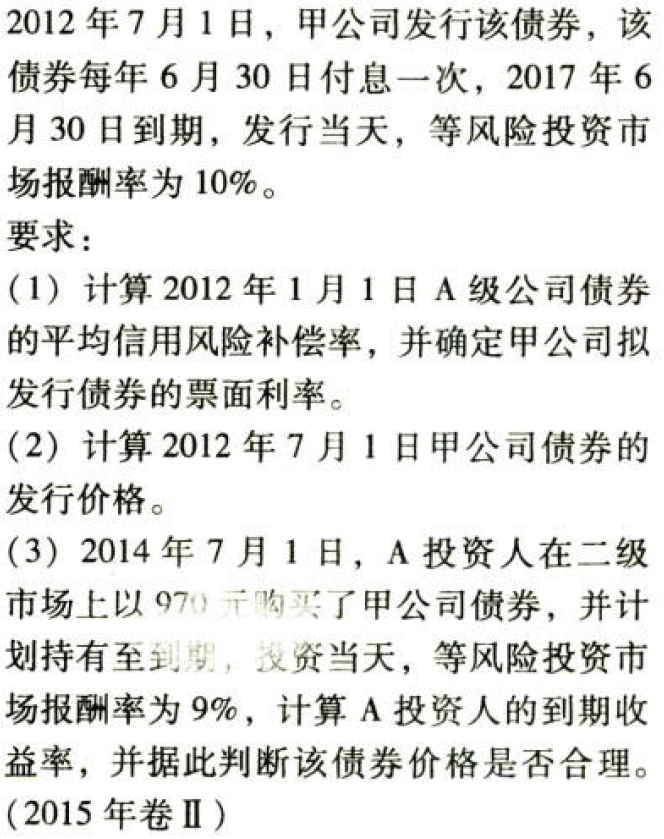 2012 年 7 月 1 日，甲公司发行该债券，该
债券每年 6 月 30 日付息一次，2017 年 6
月 30 日到期，发行当天，等风险投资市
场报酬率为 10%。
要求：
(1) 计算 2012 年 1 月 1 日 A 级公司债券
的平均信用风险补偿率，并确定甲公司拟
发行债券的票面利率。
(2) 计算 2012 年 7 月 1 日甲公司债券的
发行价格。
(3) 2014 年 7 月 1 日，A 投资人在二级
市场上以 970 元购买了甲公司债券，并计
划持有至到期，投资当天，等风险投资市
场报酬率为 9%，计算 A 投资人的到期收
益率，并据此判断该债券价格是否合理。
(2015 年卷Ⅱ)